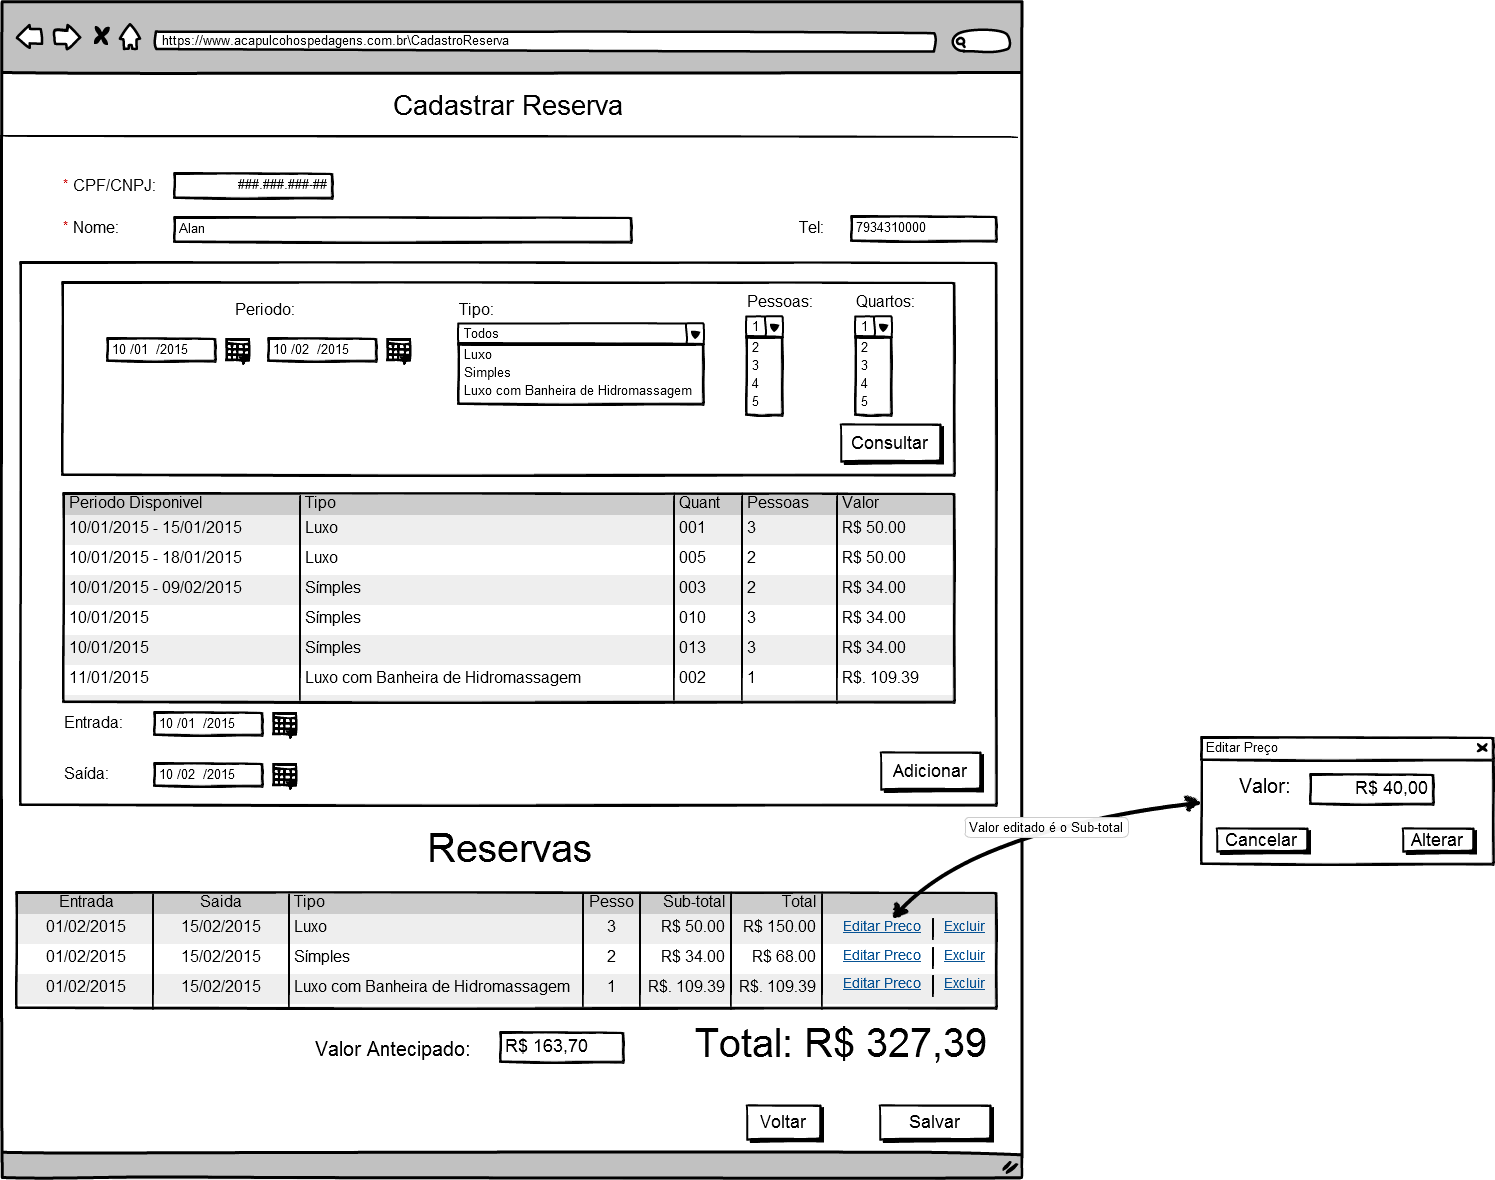 https://www.acapulcohospedagens.com.br\CadastroReserva
Cadastrar Reserva
* CPF/CNPJ: ###.###.###-##
* Nome: Alan Tel: 7934310000
Periodo: Tipo: Pessoas: Quartos:
10 /01 /2015 10 /02 /2015 Todos 1 1
Luxo 2 2
Simples 3 3
Luxo com Banheira de Hidromassagem 4 4
5 5
Consultar
Periodo Disponivel Tipo Quant Pessoas Valor
10/01/2015 - 15/01/2015 Luxo 001 3 R$ 50.00
10/01/2015 - 18/01/2015 Luxo 005 2 R$ 50.00
10/01/2015 - 09/02/2015 Símples 003 2 R$ 34.00
10/01/2015 Símples 010 3 R$ 34.00
10/01/2015 Símples 013 3 R$ 34.00
11/01/2015 Luxo com Banheira de Hidromassagem 002 1 R$. 109.39
Entrada: 10 /01 /2015
Saída: 10 /02 /2015
Adicionar
Editar Preço
Valor: R$ 40,00
Cancelar Alterar
Valor editado é o Sub-total
Reservas
Entrada Saida Tipo Pesso Sub-total Total
01/02/2015 15/02/2015 Luxo 3 R$ 50.00 R$ 150.00 Editar Preco Excluir
01/02/2015 15/02/2015 Símples 2 R$ 34.00 R$ 68.00 Editar Preco Excluir
01/02/2015 15/02/2015 Luxo com Banheira de Hidromassagem 1 R$. 109.39 R$. 109.39 Editar Preco Excluir
Valor Antecipado: R$ 163,70 Total: R$ 327,39
Voltar Salvar